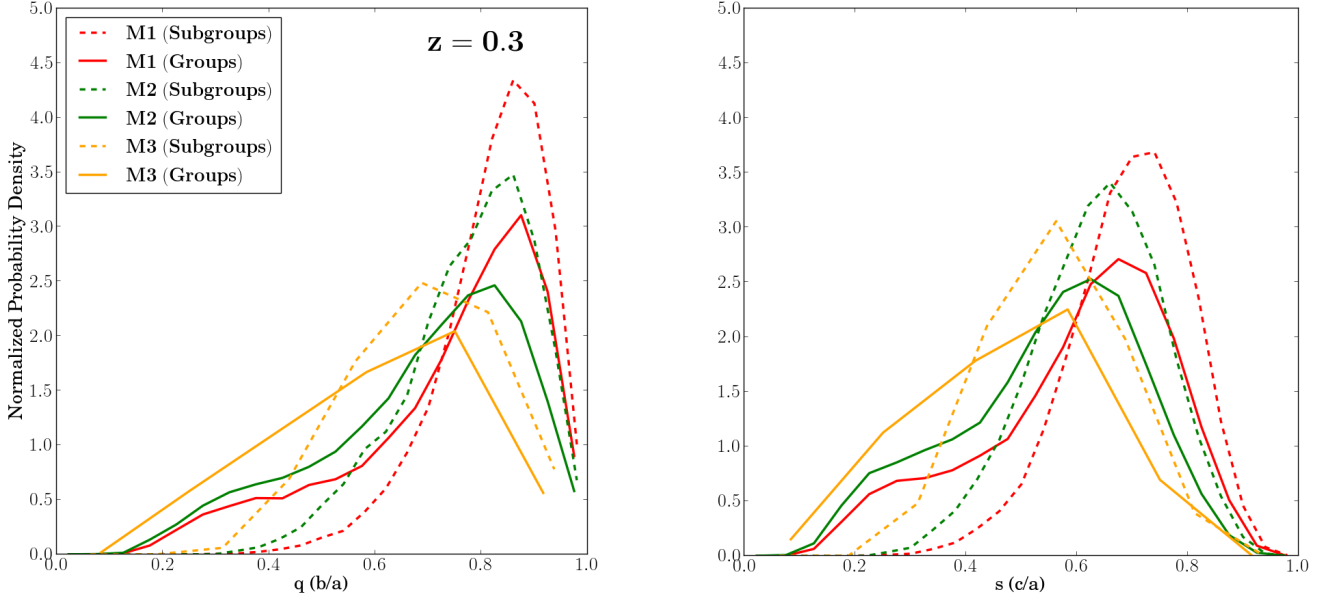 5.0
4.5
4.0
3.5
3.0
2.5
2.0
1.5
1.0
0.5
0.0
Normalized Probability Density
M1 (Subgroups)
M1 (Groups)
M2 (Subgroups)
M2 (Groups)
M3 (Subgroups)
M3 (Groups)
z = 0.3
0.0 0.2 0.4 0.6 0.8 1.0
q (b/a)
5.0
4.5
4.0
3.5
3.0
2.5
2.0
1.5
1.0
0.5
0.0
0.0 0.2 0.4 0.6 0.8 1.0
s (c/a)